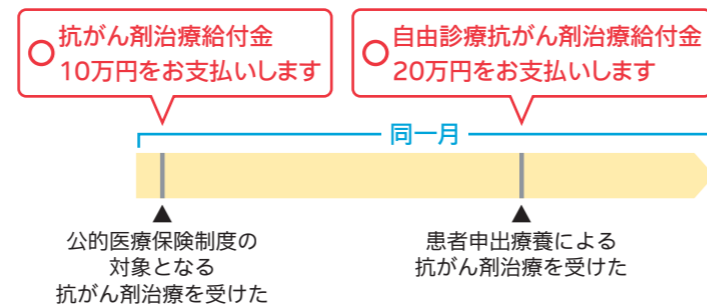 抗がん剤治療給付金
10万円をお支払いします
自由診療抗がん剤治療給付金
20万円をお支払いします
同一月
公的医療保険制度の
対象となる
抗がん剤治療を受けた
患者申出療養による
抗がん剤治療を受けた